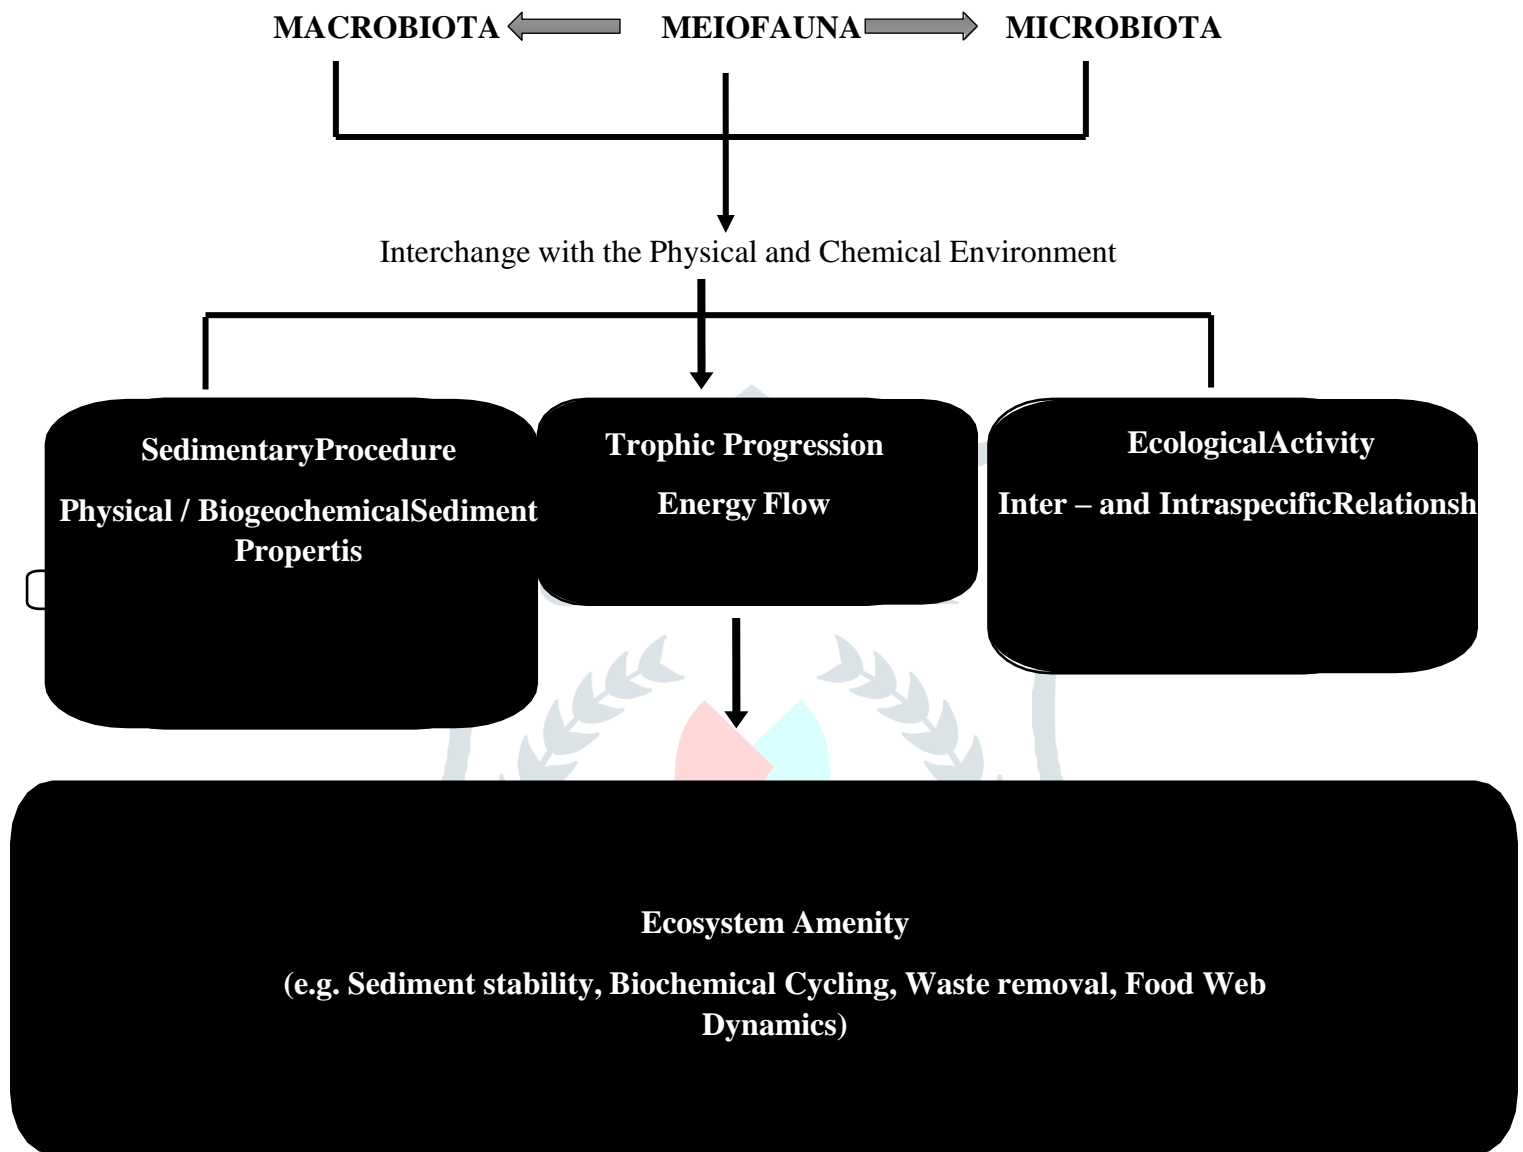 MACROBIOTA MEIOFAUNA MICROBIOTA
Interchange with the Physical and Chemical Environment
SedimentaryProcedure
Physical / BiogeochemicalSediment
Propertis
Trophic Progression
Energy Flow
EcologicalActivity
Inter – and IntraspecificRelationsh
Ecosystem Amenity
(e.g. Sediment stability, Biochemical Cycling, Waste removal, Food Web
Dynamics)